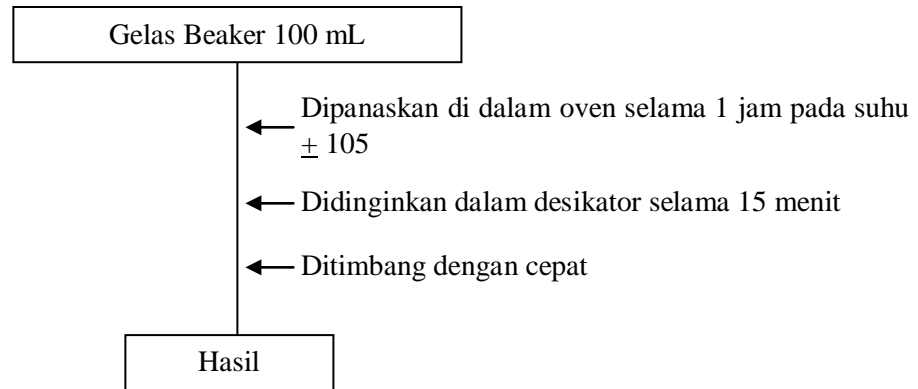 Gelas Beaker 100 mL
Dipanaskan di dalam oven selama 1 jam pada suhu
± 105
Didinginkan dalam desikator selama 15 menit
Ditimbang dengan cepat
Hasil